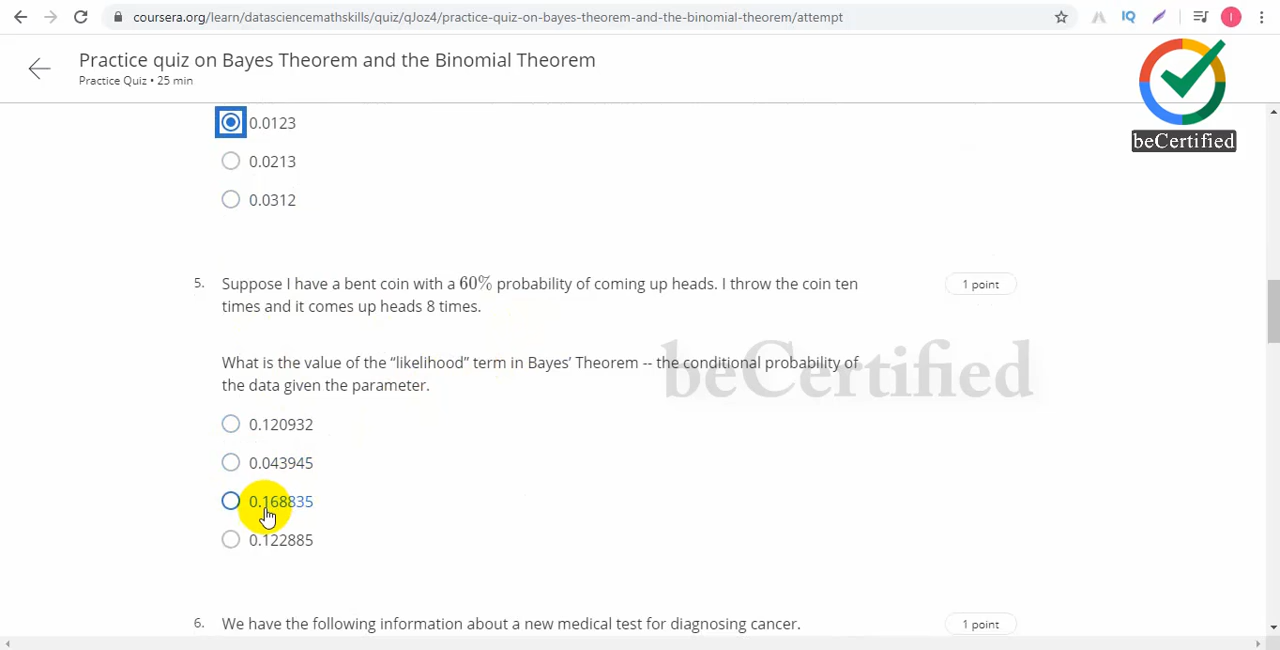 coursera.org/learn/datasciencemathskills/quiz/qJoz4/practice-quiz-on-bayes-theorem-and-the-binomial-theorem/attempt
IQ
I
Practice quiz on Bayes Theorem and the Binomial Theorem
Practice Quiz • 25 min
beCertified
0.0123
0.0213
0.0312
5. Suppose I have a bent coin with a 60% probability of coming up heads. I throw the coin ten
1 point
times and it comes up heads 8 times.
What is the value of the “likelihood” term in Bayes’ Theorem -- the conditional probability of
the data given the parameter.
beCertified
0.120932
0.043945
0.168835
0.122885
6. We have the following information about a new medical test for diagnosing cancer.
1 point